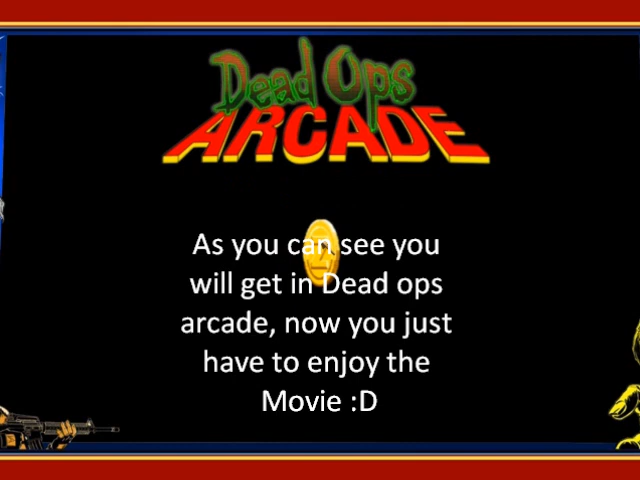 Dead Ops
ARCADE
As you can see you
will get in Dead ops
arcade, now you just
have to enjoy the
Movie :D